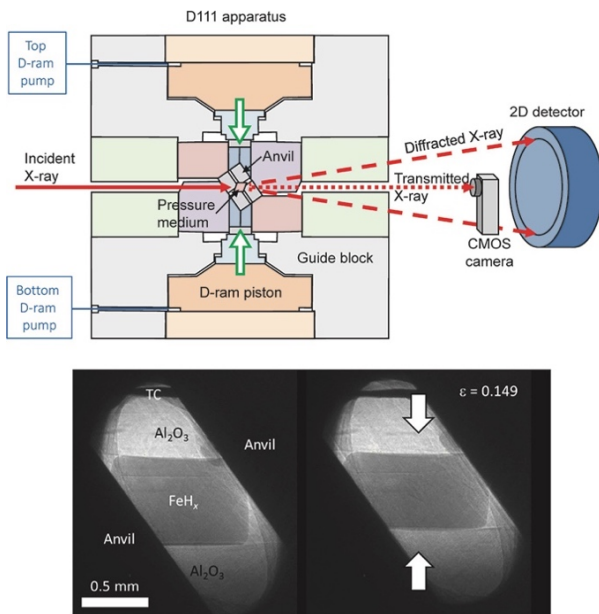 D111 apparatus
Top
D-ram
pump
2D detector
Incident
X-ray
Anvil
Diffracted X-ray
Transmitted
X-ray
Pressure
medium
CMOS
camera
Guide block
Bottom
D-ram
pump
D-ram piston
TC
ε = 0.149
Al₂O₃
Anvil
FeHₓ
Anvil
Al₂O₃
0.5 mm